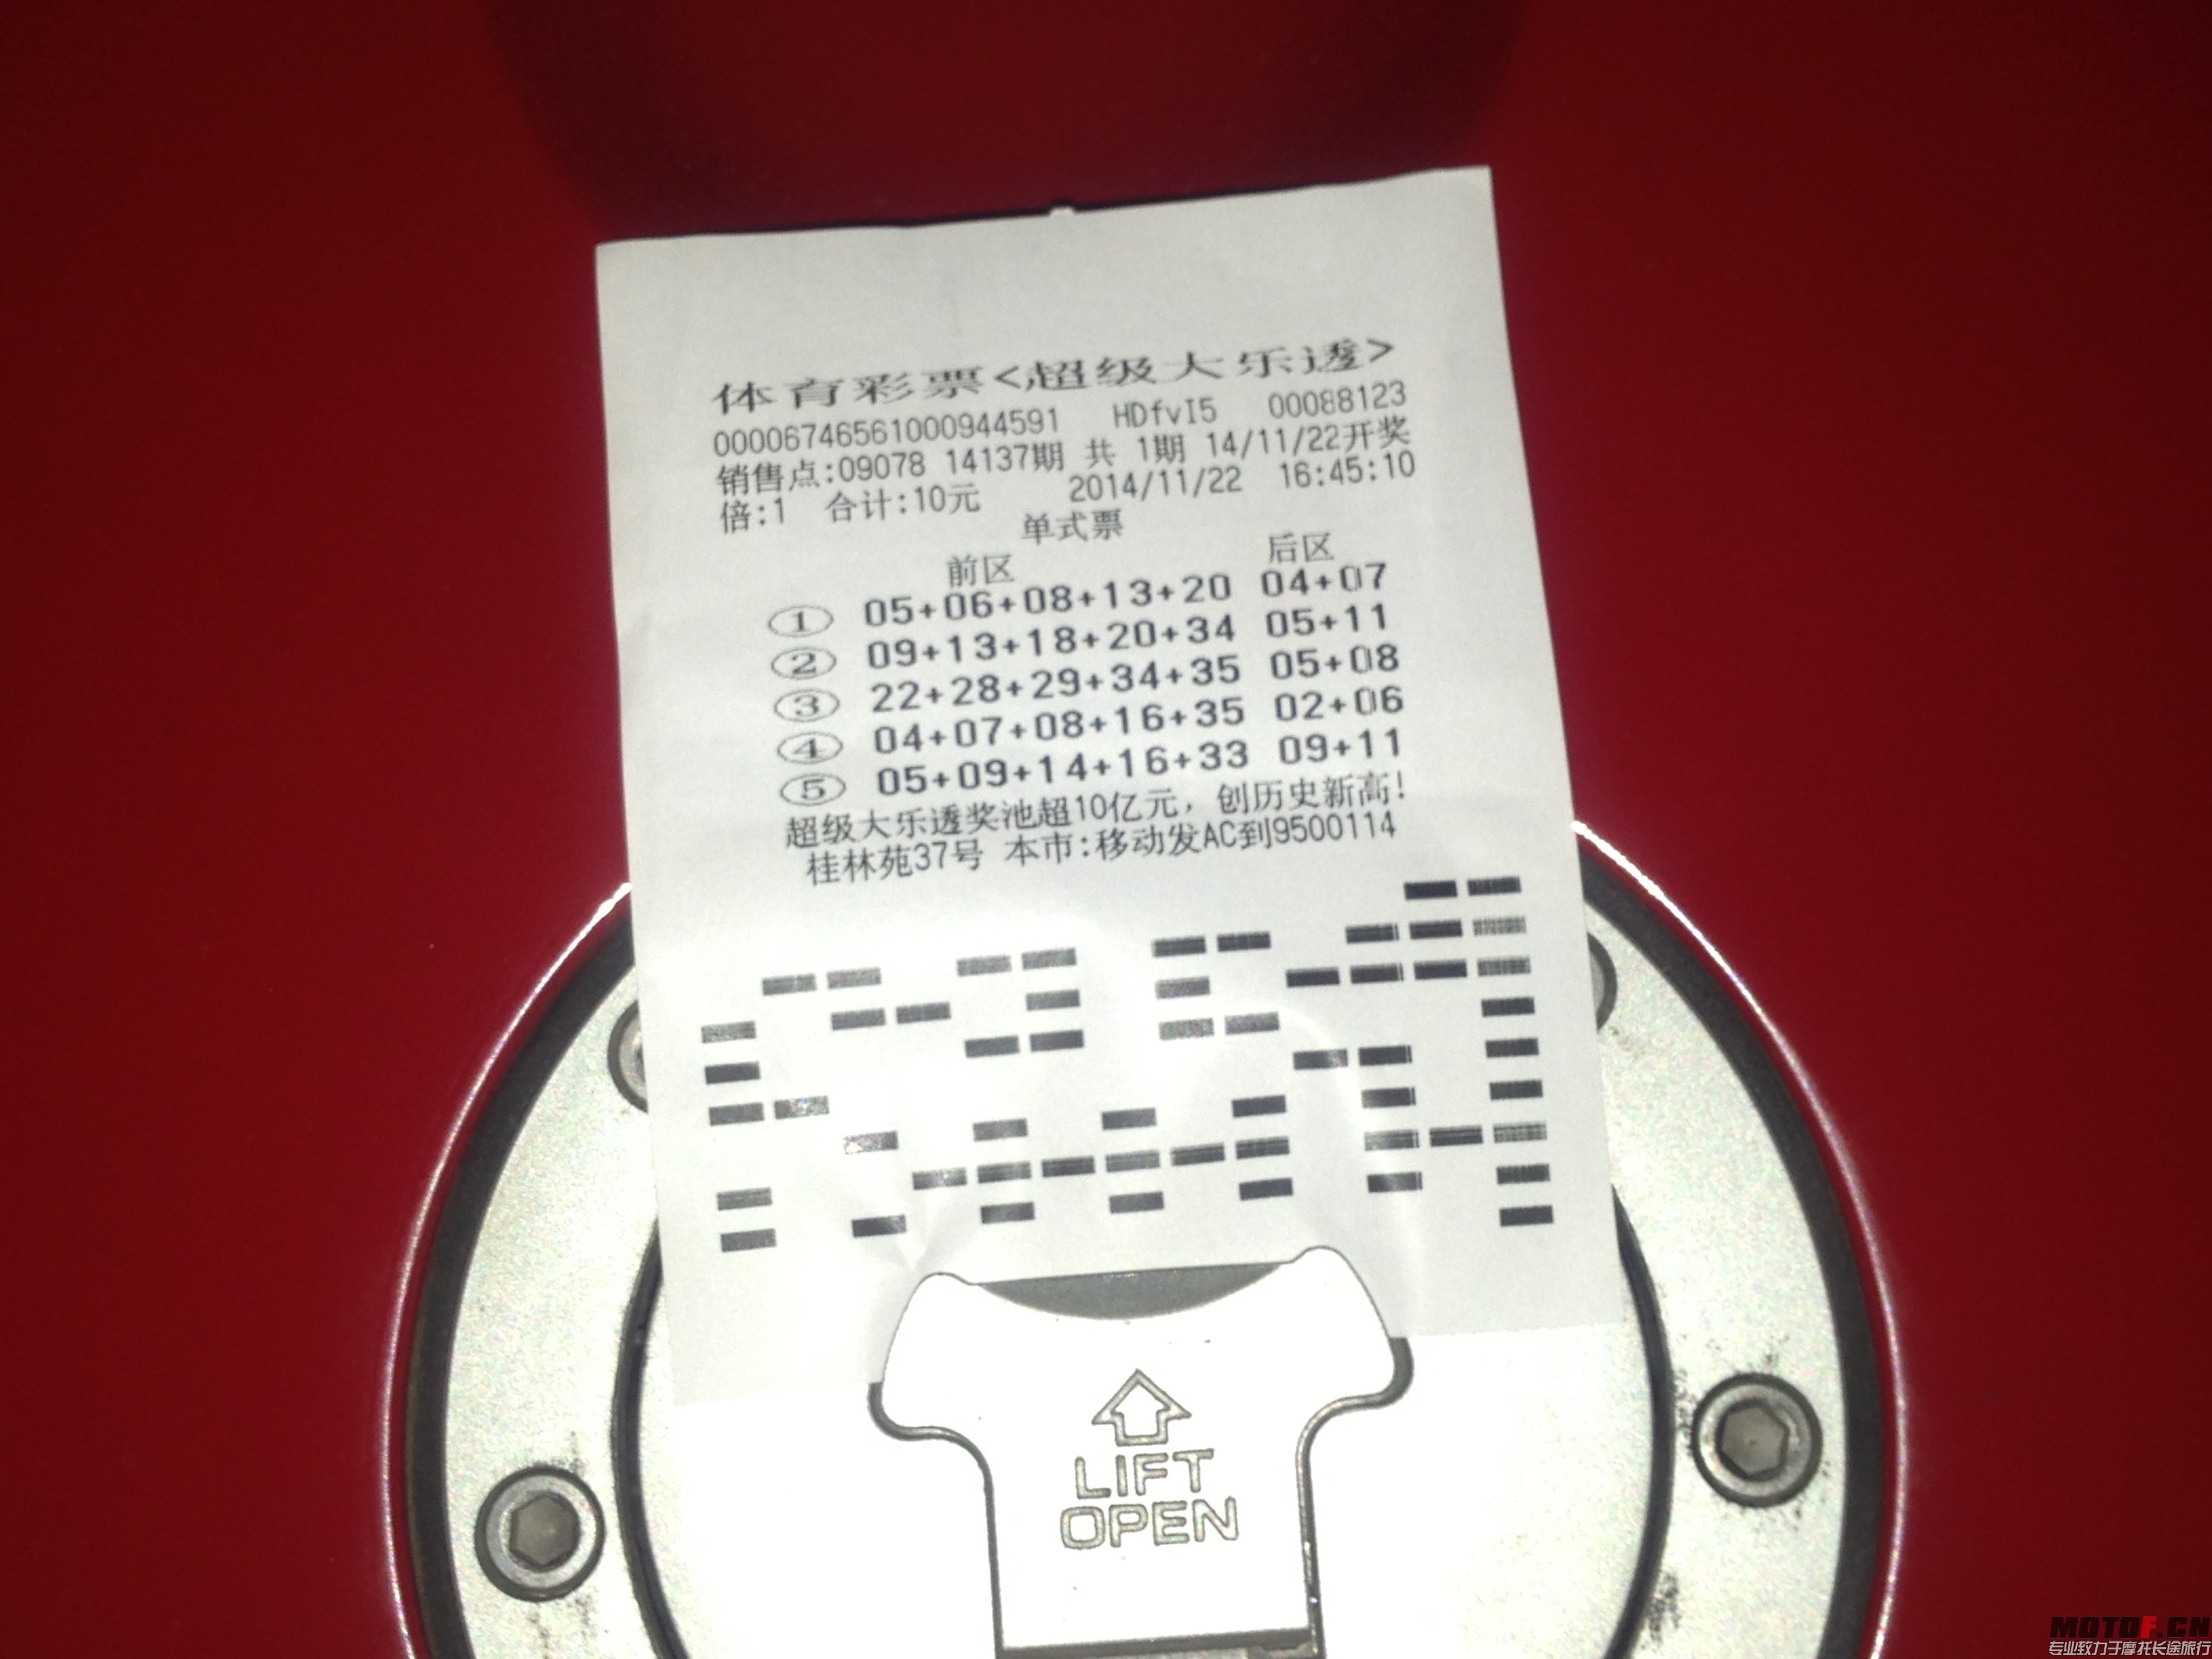 体育彩票<超级大乐透>
00006746561000944591 HDfvI5 00088123
销售点:09078 14137期 共 1期 14/11/22开奖
倍:1 合计:10元 2014/11/22 16:45:10
单式票
前区 后区
① 05+06+08+13+20 04+07
② 09+13+18+20+34 05+11
③ 22+28+29+34+35 05+08
④ 04+07+08+16+35 02+06
⑤ 05+09+14+16+33 09+11
超级大乐透奖池超10亿元，创历史新高!
桂林苑37号 本市:移动发AC到9500114
LIFT
OPEN
MOTOF.CN
专业致力于摩托长途旅行